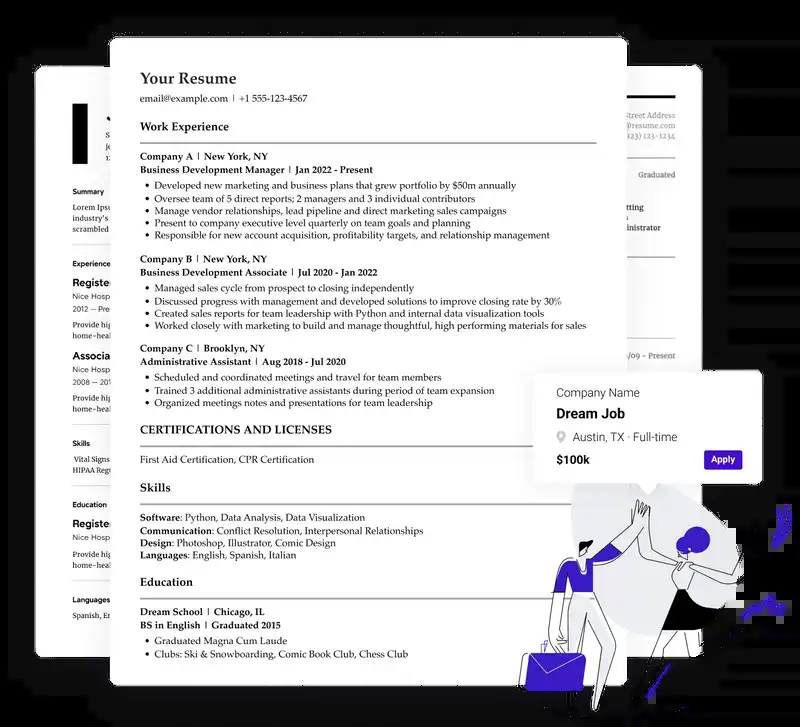 Your Resume
email@example.com | +1 555-123-4567
Work Experience
Company A | New York, NY
Business Development Manager | Jan 2022 - Present
• Developed new marketing and business plans that grew portfolio by $50m annually
• Oversee team of 5 direct reports; 2 managers and 3 individual contributors
• Manage vendor relationships, lead pipeline and direct marketing sales campaigns
• Present to company executive level quarterly on team goals and planning
• Responsible for new account acquisition, profitability targets, and relationship management
Company B | New York, NY
Business Development Associate | Jul 2020 - Jan 2022
• Managed sales cycle from prospect to closing independently
• Discussed progress with management and developed solutions to improve closing rate by 30%
• Created sales reports for team leadership with Python and internal data visualization tools
• Worked closely with marketing to build and manage thoughtful, high performing materials for sales
Company C | Brooklyn, NY
Administrative Assistant | Aug 2018 - Jul 2020
• Scheduled and coordinated meetings and travel for team members
• Trained 3 additional administrative assistants during period of team expansion
• Organized meetings notes and presentations for team leadership
CERTIFICATIONS AND LICENSES
First Aid Certification, CPR Certification
Skills
Software: Python, Data Analysis, Data Visualization
Communication: Conflict Resolution, Interpersonal Relationships
Design: Photoshop, Illustrator, Comic Design
Languages: English, Spanish, Italian
Education
Dream School | Chicago, IL
BS in English | Graduated 2015
• Graduated Magna Cum Laude
• Clubs: Ski & Snowboarding, Comic Book Club, Chess Club
Summary
Lorem Ipsu
industry's
scrambled
Experience
Register
Nice Hosp
2012 — Pre
Provide hig
home-heal
Associa
Nice Hosp
2008 — 201
Provide hig
home-heal
Skills
Vital Signs
HIPAA Regu
Education
Register
Nice Hosp
Provide hig
home-heal
Languages
Spanish, En
Street Address
@resume.com
123) 123-1234
Graduated
tting
s
inistrator
/09 - Present
Company Name
Dream Job
Austin, TX · Full-time
$100k
Apply